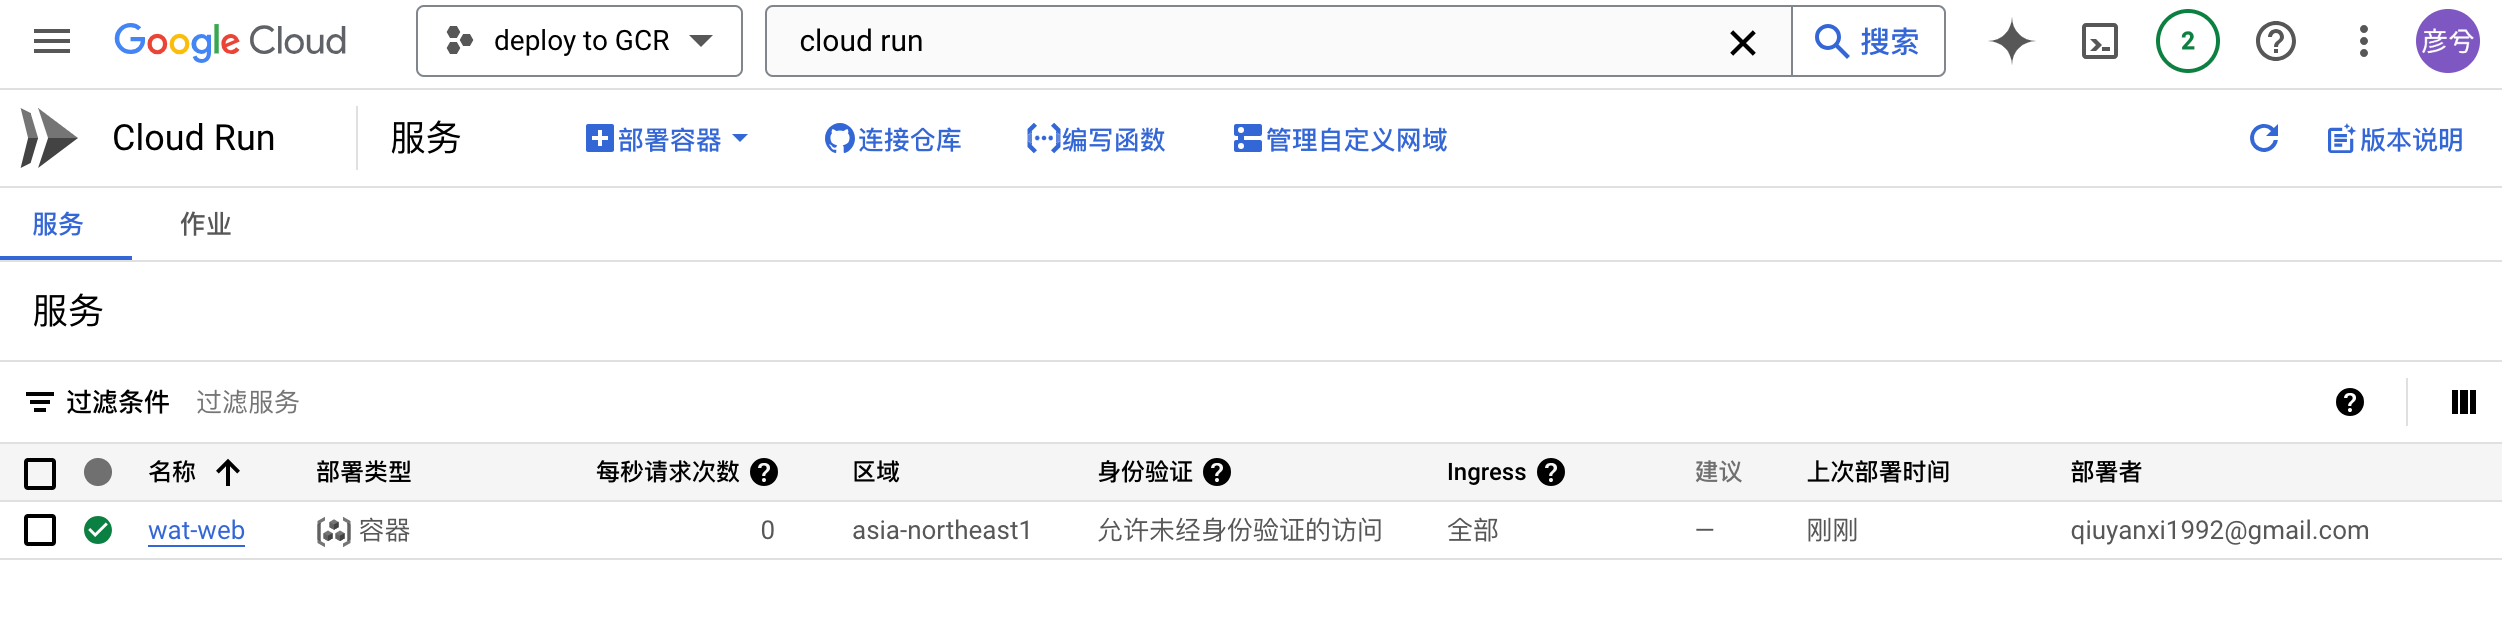 Google Cloud deploy to GCR cloud run 搜索 2 彦兮
Cloud Run 服务 部署容器 连接仓库 编写函数 管理自定义网域 版本说明
服务 作业
服务
过滤条件 过滤服务
名称 部署类型 每秒请求次数 区域 身份验证 Ingress 建议 上次部署时间 部署者
wat-web 容器 0 asia-northeast1 允许未经身份验证的访问 全部 — 刚刚 qiuyanxi1992@gmail.com